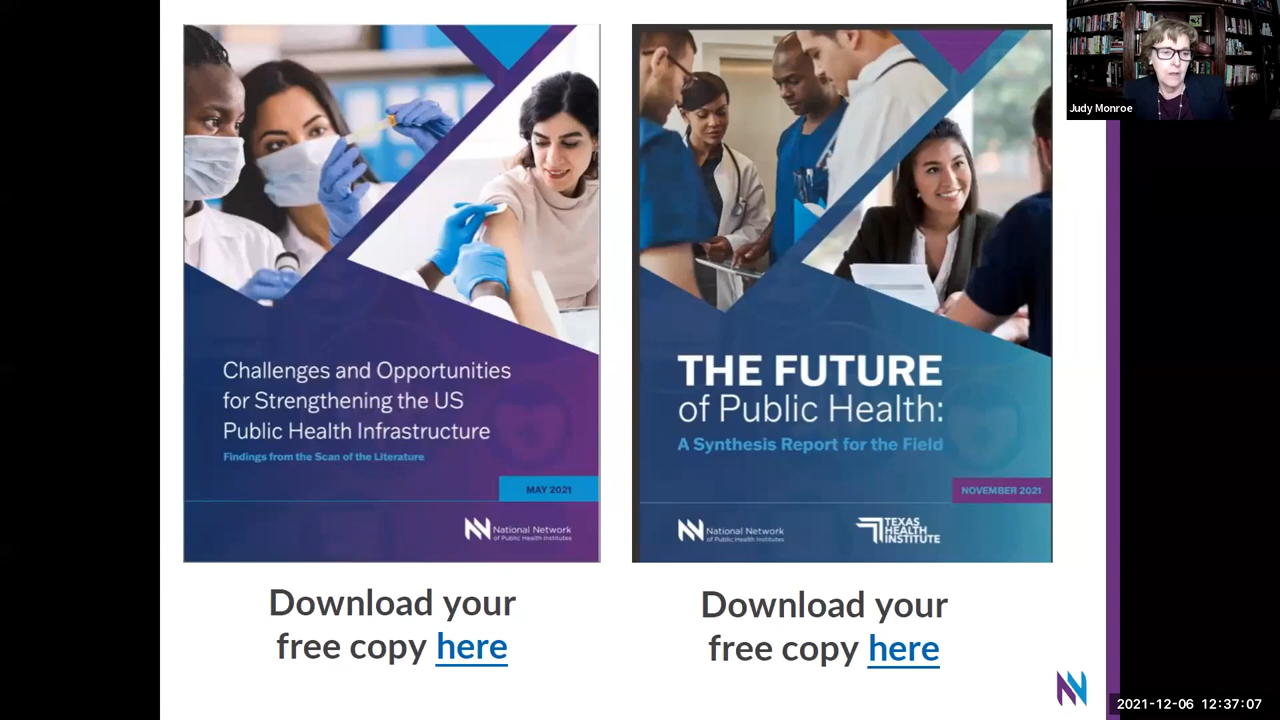 Judy Monroe
Challenges and Opportunities
for Strengthening the US
Public Health Infrastructure
Findings from the Scan of the Literature
MAY 2021
National Network
of Public Health Institutes
THE FUTURE
of Public Health:
A Synthesis Report for the Field
NOVEMBER 2021
National Network
of Public Health Institutes
TEXAS
HEALTH
INSTITUTE
Download your
free copy here
Download your
free copy here
2021-12-06 12:37:07